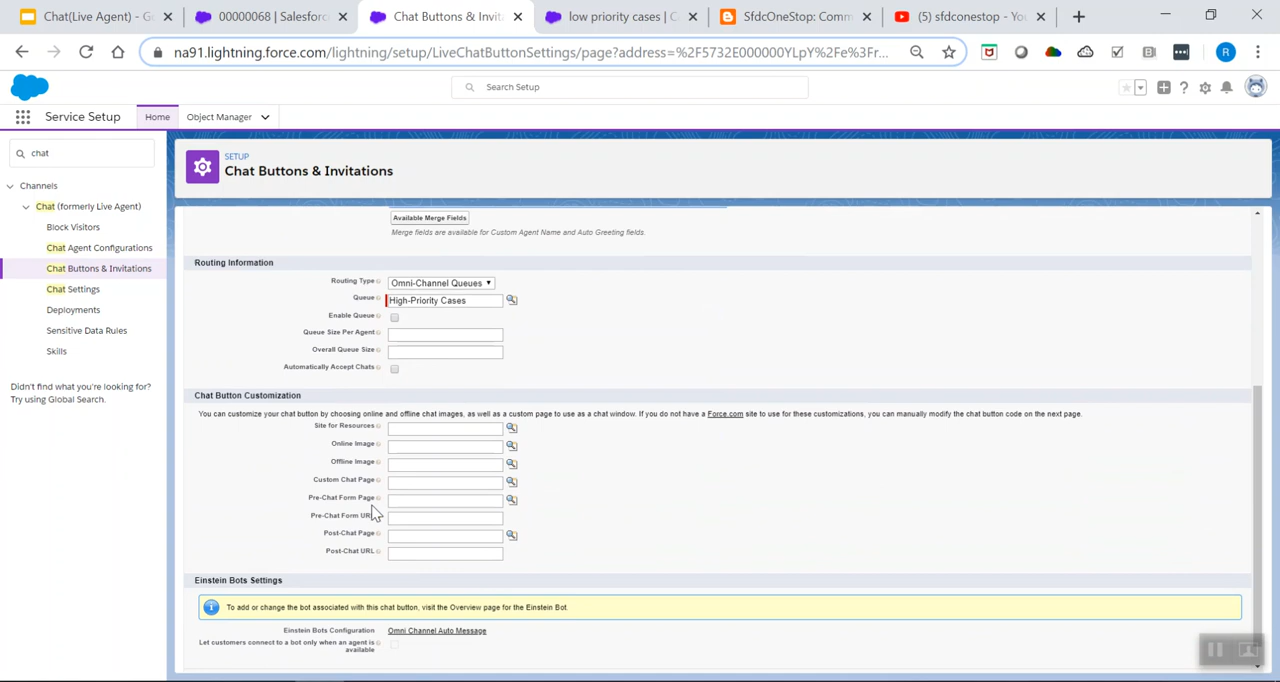 Chat(Live Agent) - G
00000068 | Salesfor
Chat Buttons & Invita
low priority cases | C
SfdcOneStop: Comm
(5) sfdconestop - Yo
na91.lightning.force.com/lightning/setup/LiveChatButtonSettings/page?address=%2F5732E000000YLpY%2Fe%3Fr...
R
Search Setup
Service Setup
Home
Object Manager
chat
SETUP
Chat Buttons & Invitations
Channels
Chat (formerly Live Agent)
Block Visitors
Chat Agent Configurations
Chat Buttons & Invitations
Chat Settings
Deployments
Sensitive Data Rules
Skills
Didn't find what you're looking for?
Try using Global Search.
Available Merge Fields
Merge fields are available for Custom Agent Name and Auto Greeting fields.
Routing Information
Routing Type Omni-Channel Queues
Queue High-Priority Cases
Enable Queue
Queue Size Per Agent
Overall Queue Size
Automatically Accept Chats
Chat Button Customization
You can customize your chat button by choosing online and offline chat images, as well as a custom page to use as a chat window. If you do not have a Force.com site to use for these customizations, you can manually modify the chat button code on the next page.
Site for Resources
Online Image
Offline Image
Custom Chat Page
Pre-Chat Form Page
Pre-Chat Form URL
Post-Chat Page
Post-Chat URL
Einstein Bots Settings
To add or change the bot associated with this chat button, visit the Overview page for the Einstein Bot.
Einstein Bots Configuration Omni Channel Auto Message
Let customers connect to a bot only when an agent is
available